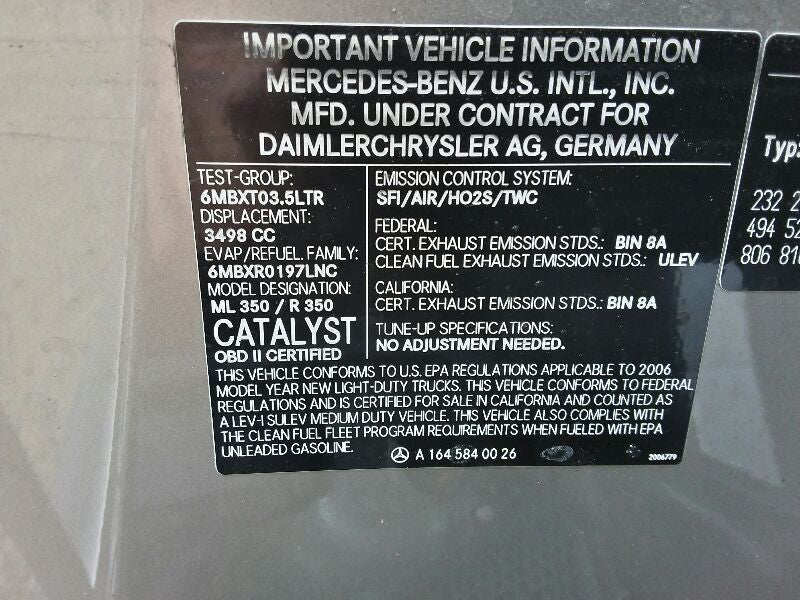 IMPORTANT VEHICLE INFORMATION
MERCEDES-BENZ U.S. INTL., INC.
MFD. UNDER CONTRACT FOR
DAIMLERCHRYSLER AG, GERMANY
TEST-GROUP:
6MBXT03.5LTR
DISPLACEMENT:
3498 CC
EVAP/REFUEL. FAMILY:
6MBXR0197LNC
MODEL DESIGNATION:
ML 350 / R 350
CATALYST
OBD II CERTIFIED
EMISSION CONTROL SYSTEM:
SFI/AIR/HO2S/TWC
FEDERAL:
CERT. EXHAUST EMISSION STDS.: BIN 8A
CLEAN FUEL EXHAUST EMISSION STDS.: ULEV
CALIFORNIA:
CERT. EXHAUST EMISSION STDS.: BIN 8A
TUNE-UP SPECIFICATIONS:
NO ADJUSTMENT NEEDED.
THIS VEHICLE CONFORMS TO U.S. EPA REGULATIONS APPLICABLE TO 2006
MODEL YEAR NEW LIGHT-DUTY TRUCKS. THIS VEHICLE CONFORMS TO FEDERAL
REGULATIONS AND IS CERTIFIED FOR SALE IN CALIFORNIA AND COUNTED AS
A LEV-I SULEV MEDIUM DUTY VEHICLE. THIS VEHICLE ALSO COMPLIES WITH
THE CLEAN FUEL FLEET PROGRAM REQUIREMENTS WHEN FUELED WITH EPA
UNLEADED GASOLINE.
A 164 584 00 26
2006779
Typ
232 2
494 52
806 81